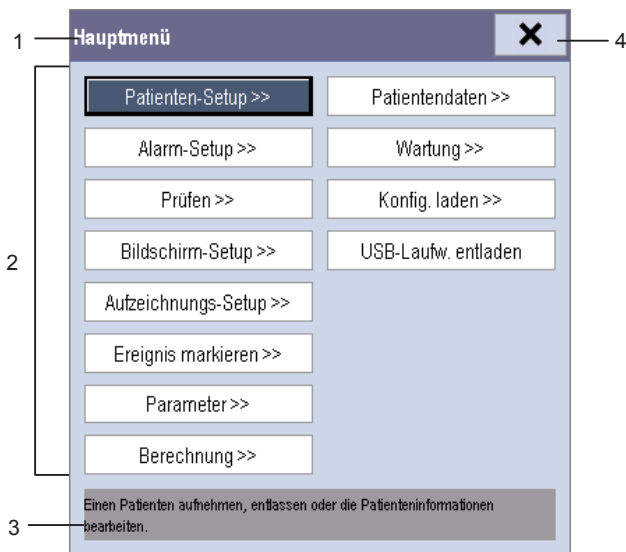 1
Hauptmenü
4
2
Patienten-Setup >>
Patientendaten >>
Alarm-Setup >>
Wartung >>
Prüfen >>
Konfig. laden >>
Bildschirm-Setup >>
USB-Laufw. entladen
Aufzeichnungs-Setup >>
Ereignis markieren >>
Parameter >>
Berechnung >>
3
Einen Patienten aufnehmen, entlassen oder die Patienteninformationen
bearbeiten.